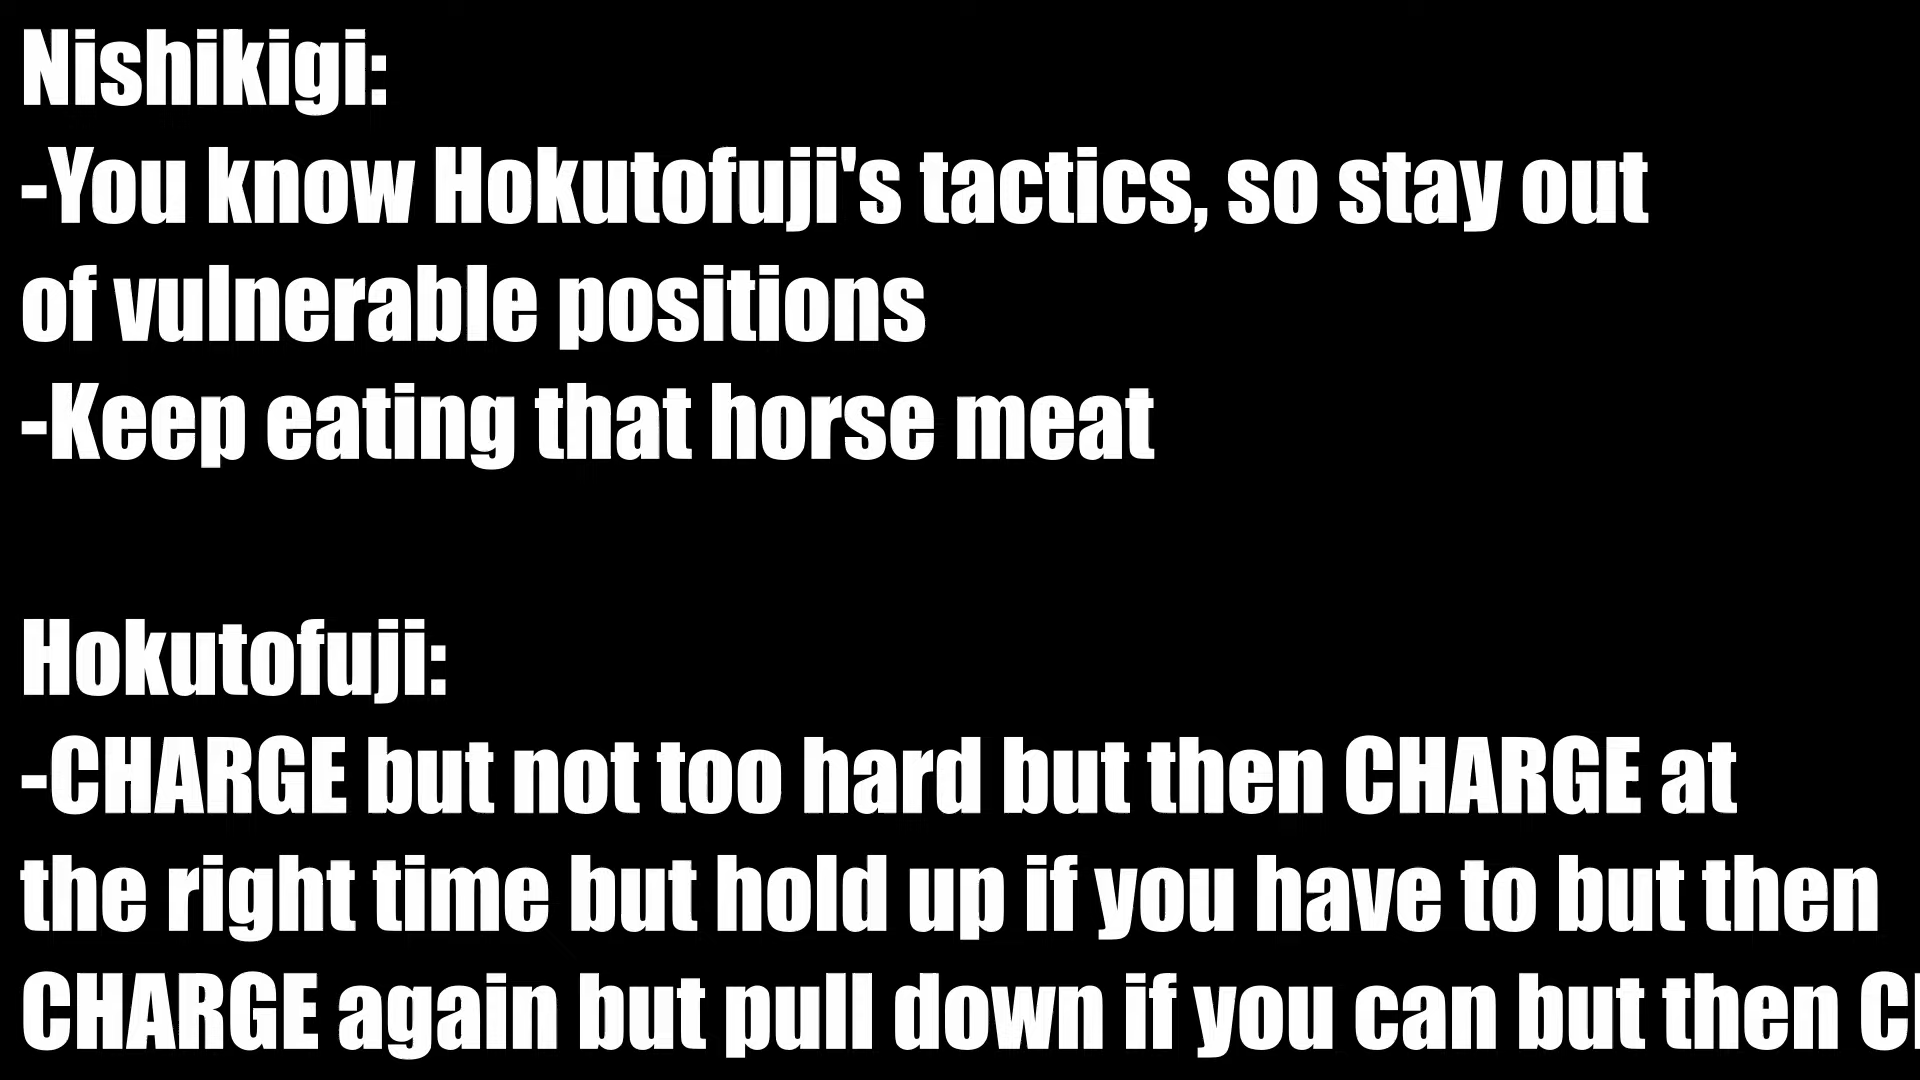 Nishikigi:
-You know Hokutofuji's tactics, so stay out
of vulnerable positions
-Keep eating that horse meat
Hokutofuji:
-CHARGE but not too hard but then CHARGE at
the right time but hold up if you have to but then
CHARGE again but pull down if you can but then